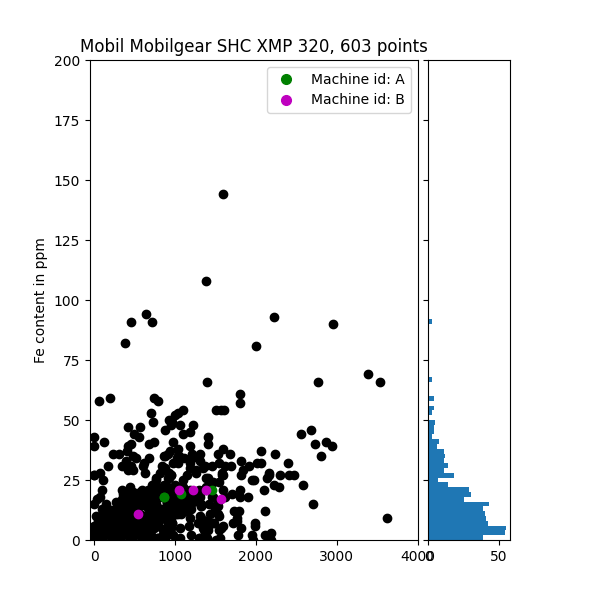 Mobil Mobilgear SHC XMP 320, 603 points
Machine id: A
Machine id: B
Fe content in ppm
200
175
150
125
100
75
50
25
0
0 1000 2000 3000 4000
0 50